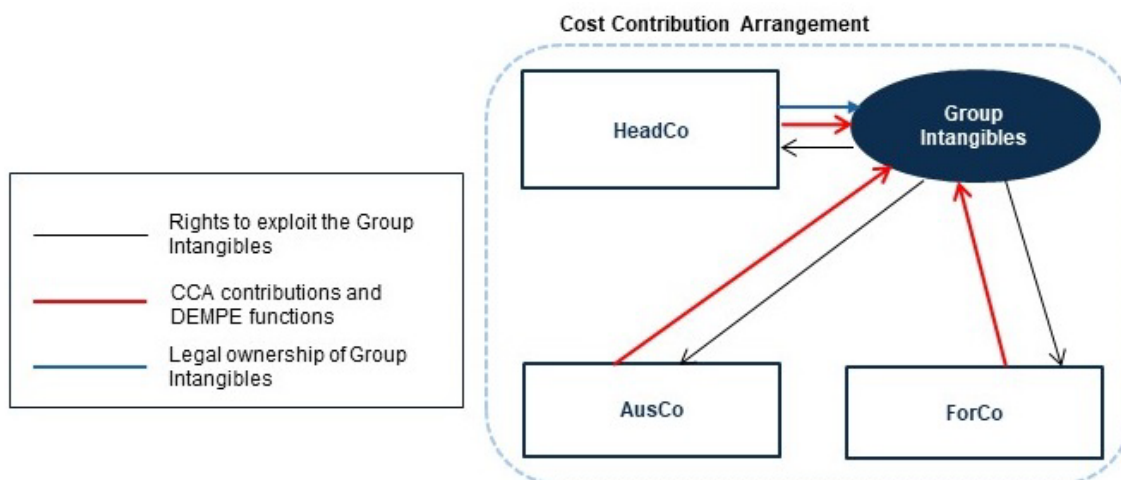 Cost Contribution Arrangement
HeadCo
Group
Intangibles
Rights to exploit the Group
Intangibles
CCA contributions and
DEMPE functions
Legal ownership of Group
Intangibles
AusCo
ForCo